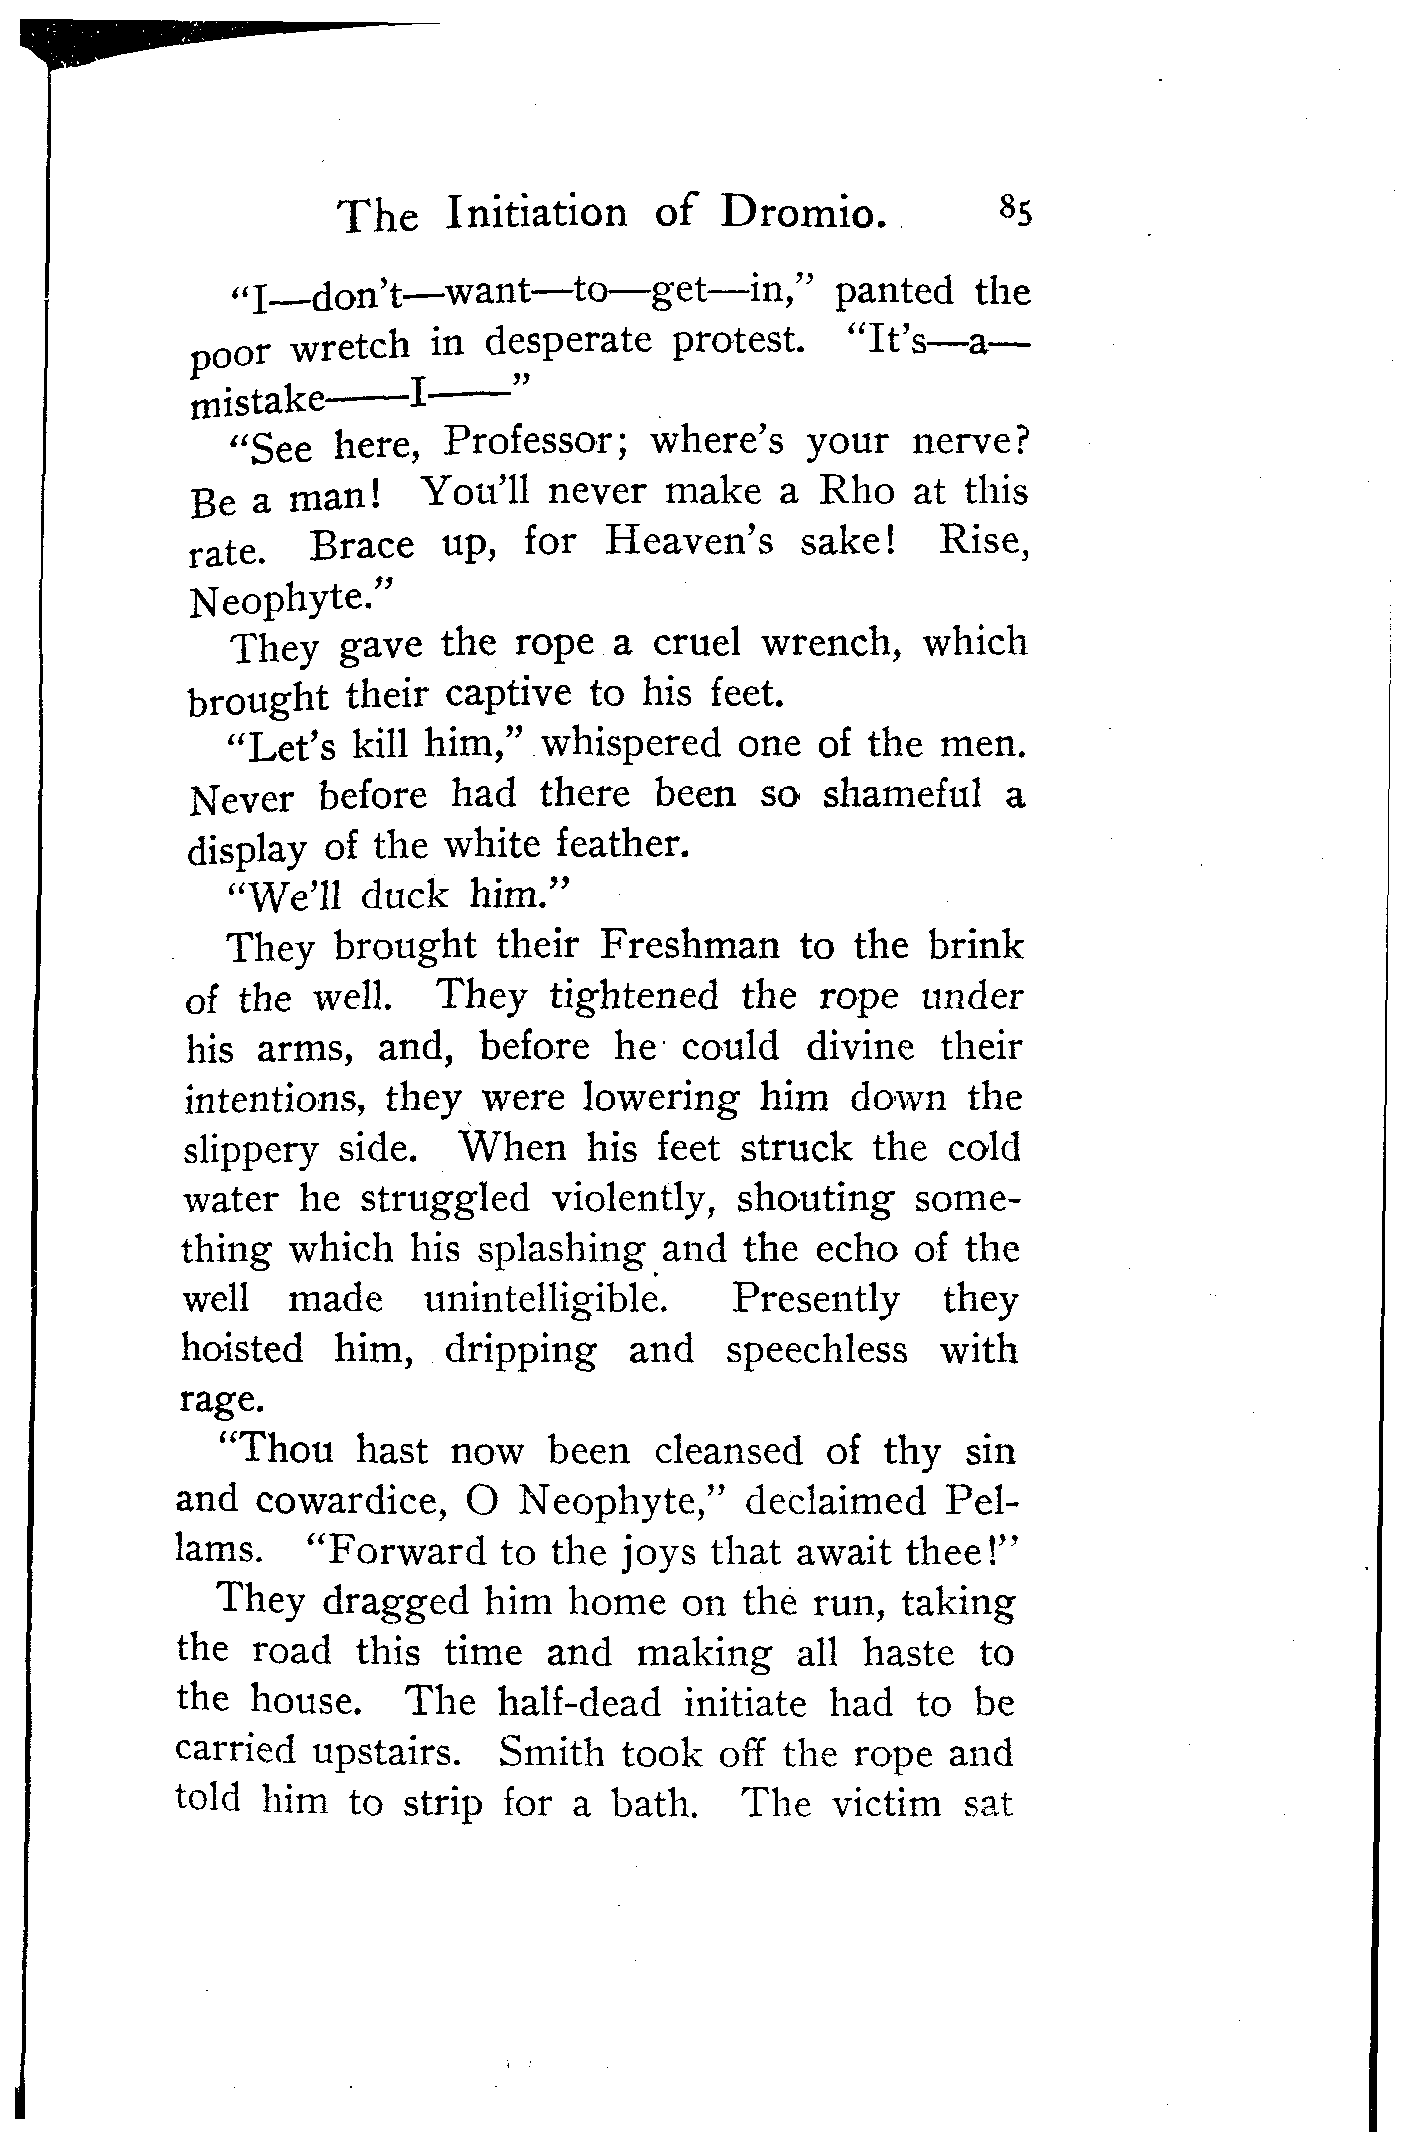 The Initiation of Dromio. 85
"I—don't—want—to—get—in," panted the
poor wretch in desperate protest. "It's—a—
mistake——I——"
"See here, Professor; where's your nerve?
Be a man! You'll never make a Rho at this
rate. Brace up, for Heaven's sake! Rise,
Neophyte."
They gave the rope a cruel wrench, which
brought their captive to his feet.
"Let's kill him," whispered one of the men.
Never before had there been so shameful a
display of the white feather.
"We'll duck him."
They brought their Freshman to the brink
of the well. They tightened the rope under
his arms, and, before he could divine their
intentions, they were lowering him down the
slippery side. When his feet struck the cold
water he struggled violently, shouting some-
thing which his splashing and the echo of the
well made unintelligible. Presently they
hoisted him, dripping and speechless with
rage.
"Thou hast now been cleansed of thy sin
and cowardice, O Neophyte," declaimed Pel-
lams. "Forward to the joys that await thee!"
They dragged him home on the run, taking
the road this time and making all haste to
the house. The half-dead initiate had to be
carried upstairs. Smith took off the rope and
told him to strip for a bath. The victim sat